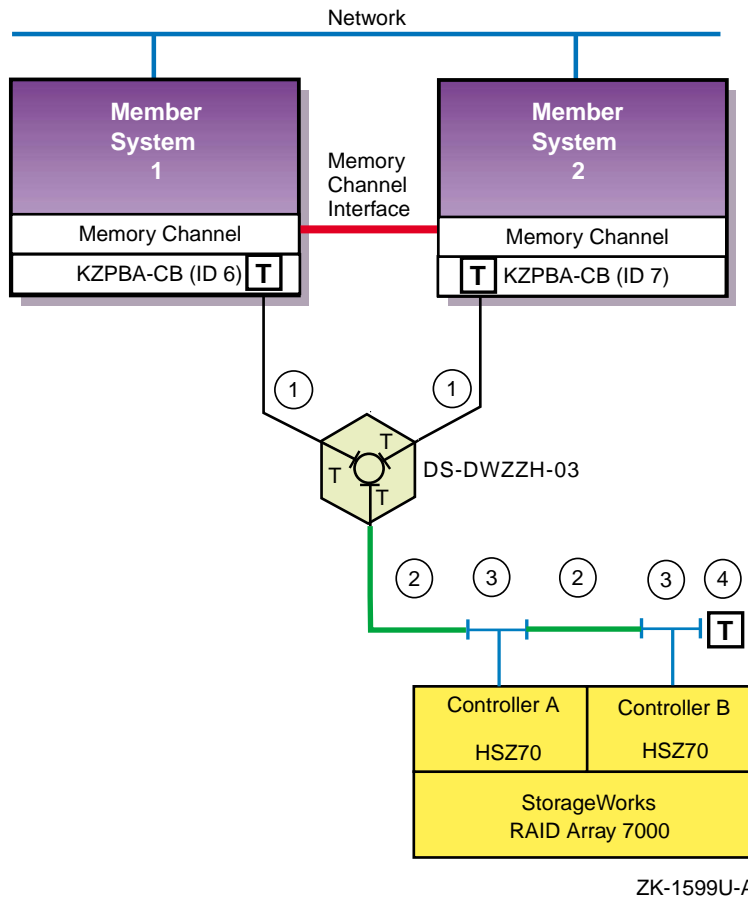 Network
Member
System
1
Member
System
2
Memory
Channel
Interface
Memory Channel
Memory Channel
KZPBA-CB (ID 6) T
T KZPBA-CB (ID 7)
1
1
T
T
T
DS-DWZZH-03
2
3
2
3
4
T
Controller A
HSZ70
Controller B
HSZ70
StorageWorks
RAID Array 7000
ZK-1599U-A